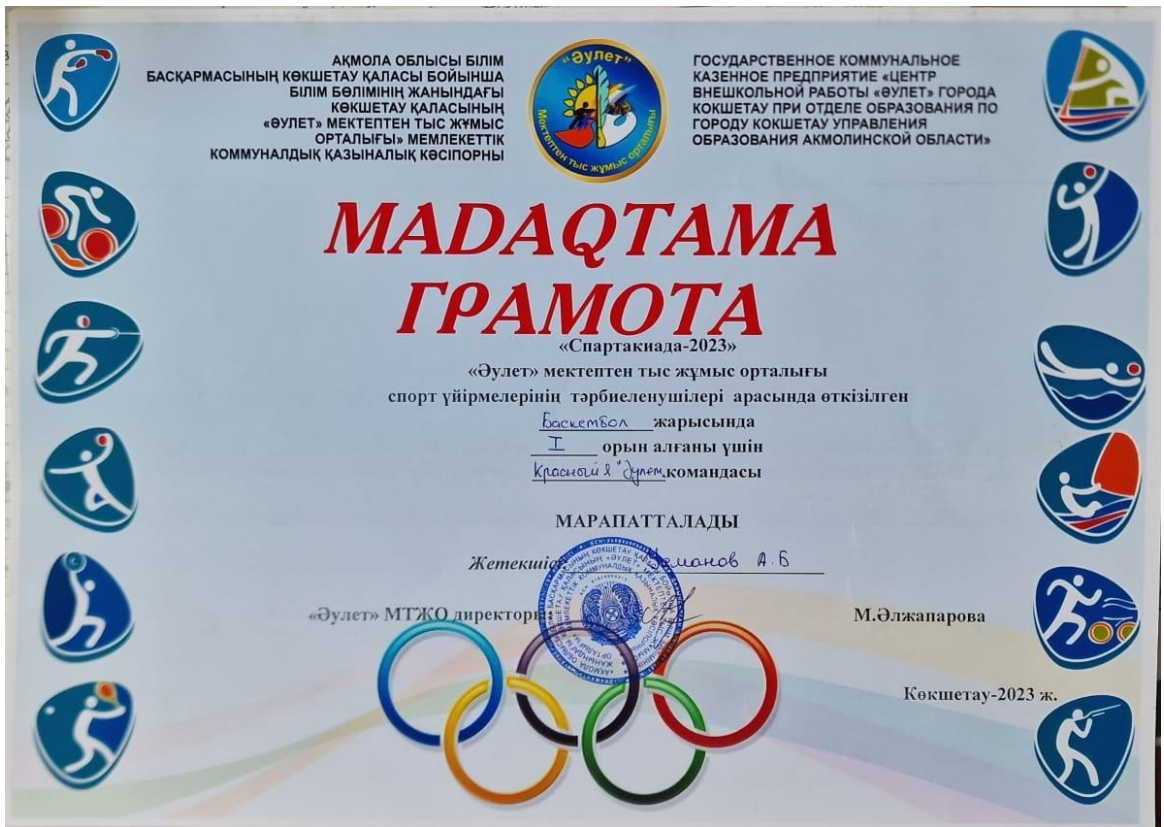 АҚМОЛА ОБЛЫСЫ БІЛІМ
БАСҚАРМАСЫНЫҢ КӨКШЕТАУ ҚАЛАСЫ БОЙЫНША
БІЛІМ БӨЛІМІНІҢ ЖАНЫНДАҒЫ
КӨКШЕТАУ ҚАЛАСЫНЫҢ
«ӘУЛЕТ» МЕКТЕПТЕН ТЫС ЖҰМЫС
ОРТАЛЫҒЫ» МЕМЛЕКЕТТІК
КОММУНАЛДЫҚ ҚАЗЫНАЛЫҚ КӘСІПОРНЫ
"Әулет"
Мектептен тыс жұмыс орталығы
ГОСУДАРСТВЕННОЕ КОММУНАЛЬНОЕ
КАЗЕННОЕ ПРЕДПРИЯТИЕ «ЦЕНТР
ВНЕШКОЛЬНОЙ РАБОТЫ «ӘУЛЕТ» ГОРОДА
КОКШЕТАУ ПРИ ОТДЕЛЕ ОБРАЗОВАНИЯ ПО
ГОРОДУ КОКШЕТАУ УПРАВЛЕНИЯ
ОБРАЗОВАНИЯ АКМОЛИНСКОЙ ОБЛАСТИ»
MADAQTAMA
ГРАМОТА
«Спартакиада-2023»
«Әулет» мектептен тыс жұмыс орталығы
спорт үйірмелерінің тәрбиеленушілері арасында өткізілген
Баскетбол жарысында
I орын алғаны үшін
Красный Я "Әулет командасы
МАРАПАТТАЛАДЫ
Жетекшісі А.Б
«Әулет» МТЖО директоры М.Әлжапарова
Көкшетау-2023 ж.